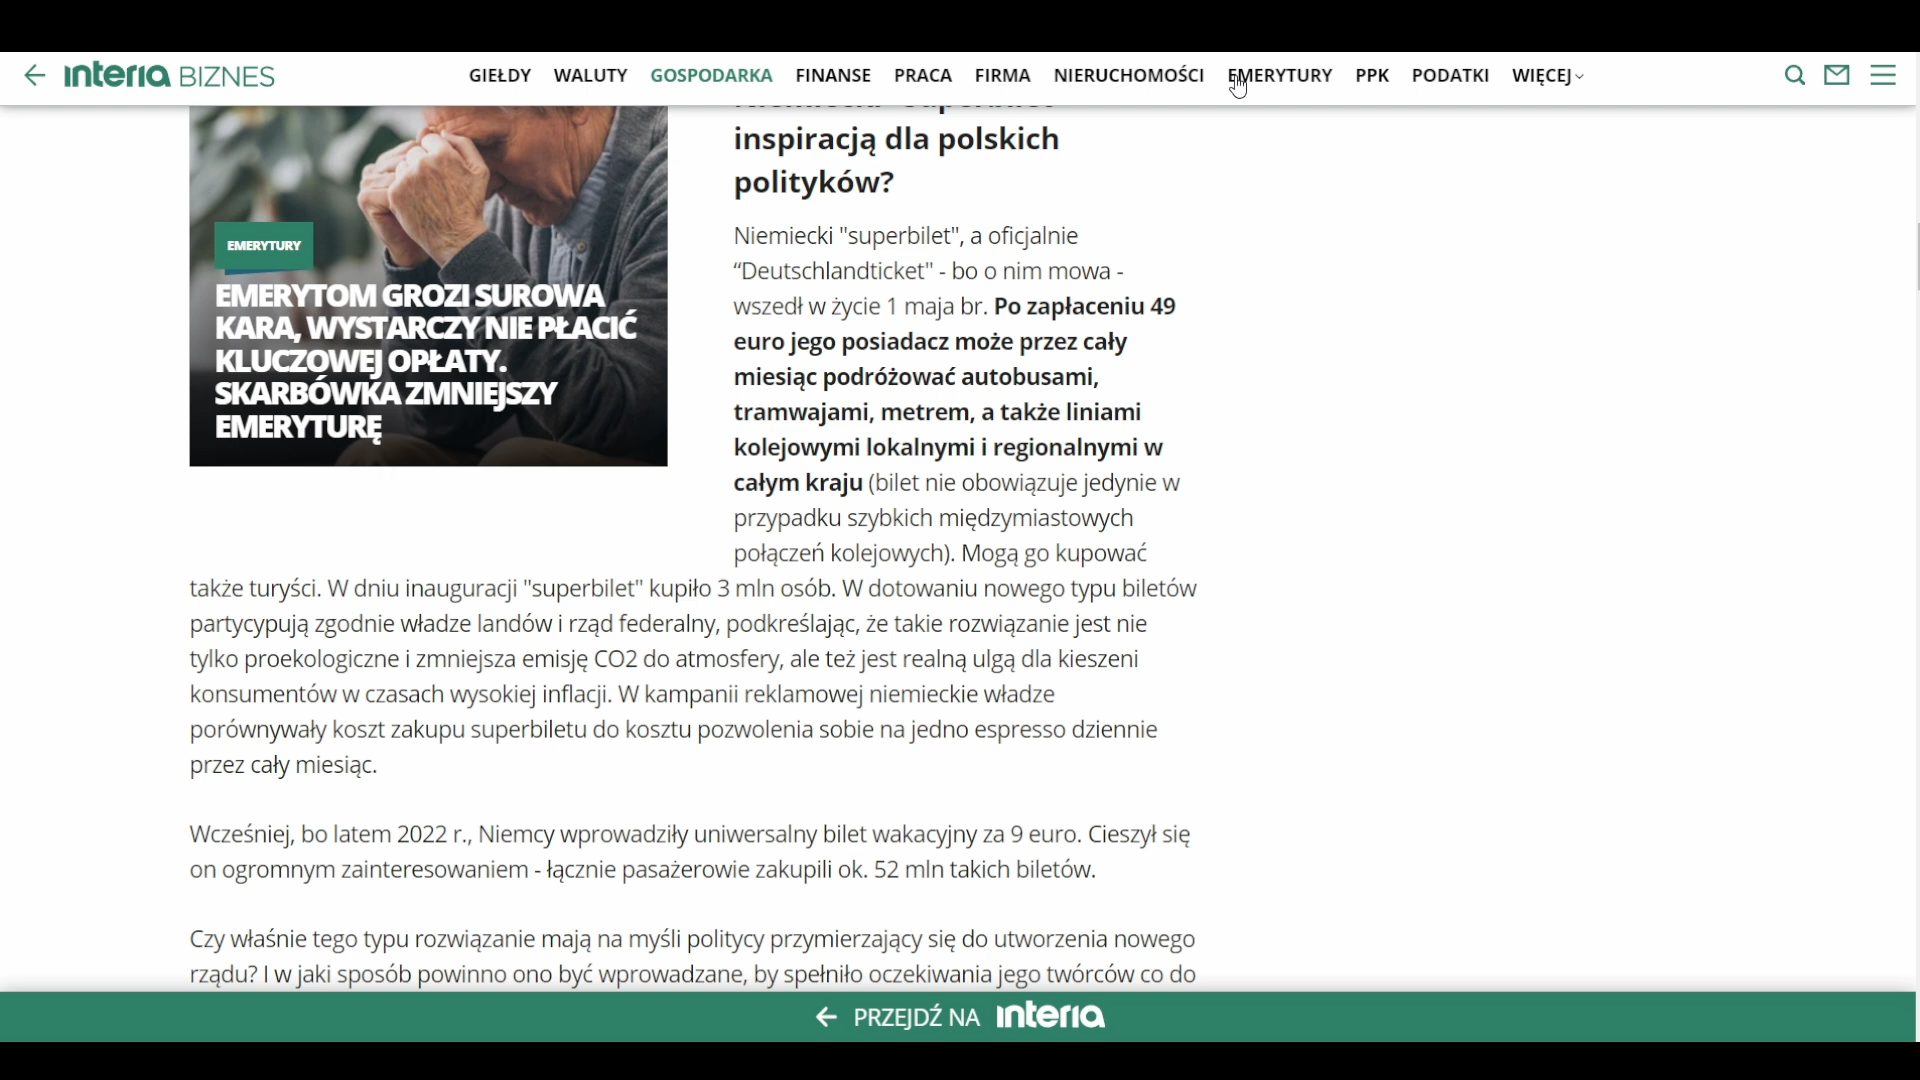 interia BIZNES
GIEŁDY WALUTY GOSPODARKA FINANSE PRACA FIRMA NIERUCHOMOŚCI EMERYTURY PPK PODATKI WIĘCEJ
EMERYTURY
EMERYTOM GROZI SUROWA
KARA, WYSTARCZY NIE PŁACIĆ
KLUCZOWEJ OPŁATY.
SKARBÓWKA ZMNIEJSZY
EMERYTURĘ
inspiracją dla polskich
polityków?
Niemiecki "superbilet", a oficjalnie
“Deutschlandticket" - bo o nim mowa -
wszedł w życie 1 maja br. Po zapłaceniu 49
euro jego posiadacz może przez cały
miesiąc podróżować autobusami,
tramwajami, metrem, a także liniami
kolejowymi lokalnymi i regionalnymi w
całym kraju (bilet nie obowiązuje jedynie w
przypadku szybkich międzymiastowych
połączeń kolejowych). Mogą go kupować
także turyści. W dniu inauguracji "superbilet" kupiło 3 mln osób. W dotowaniu nowego typu biletów
partycypują zgodnie władze landów i rząd federalny, podkreślając, że takie rozwiązanie jest nie
tylko proekologiczne i zmniejsza emisję CO2 do atmosfery, ale też jest realną ulgą dla kieszeni
konsumentów w czasach wysokiej inflacji. W kampanii reklamowej niemieckie władze
porównywały koszt zakupu superbiletu do kosztu pozwolenia sobie na jedno espresso dziennie
przez cały miesiąc.
Wcześniej, bo latem 2022 r., Niemcy wprowadziły uniwersalny bilet wakacyjny za 9 euro. Cieszył się
on ogromnym zainteresowaniem - łącznie pasażerowie zakupili ok. 52 mln takich biletów.
Czy właśnie tego typu rozwiązanie mają na myśli politycy przymierzający się do utworzenia nowego
rządu? I w jaki sposób powinno ono być wprowadzane, by spełniło oczekiwania jego twórców co do
PRZEJDŹ NA interia